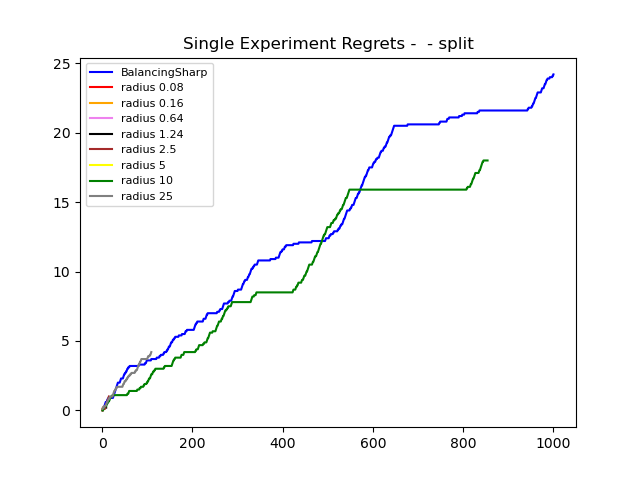 Single Experiment Regrets -  - split
25
20
15
10
5
0
BalancingSharp
radius 0.08
radius 0.16
radius 0.64
radius 1.24
radius 2.5
radius 5
radius 10
radius 25
0 200 400 600 800 1000